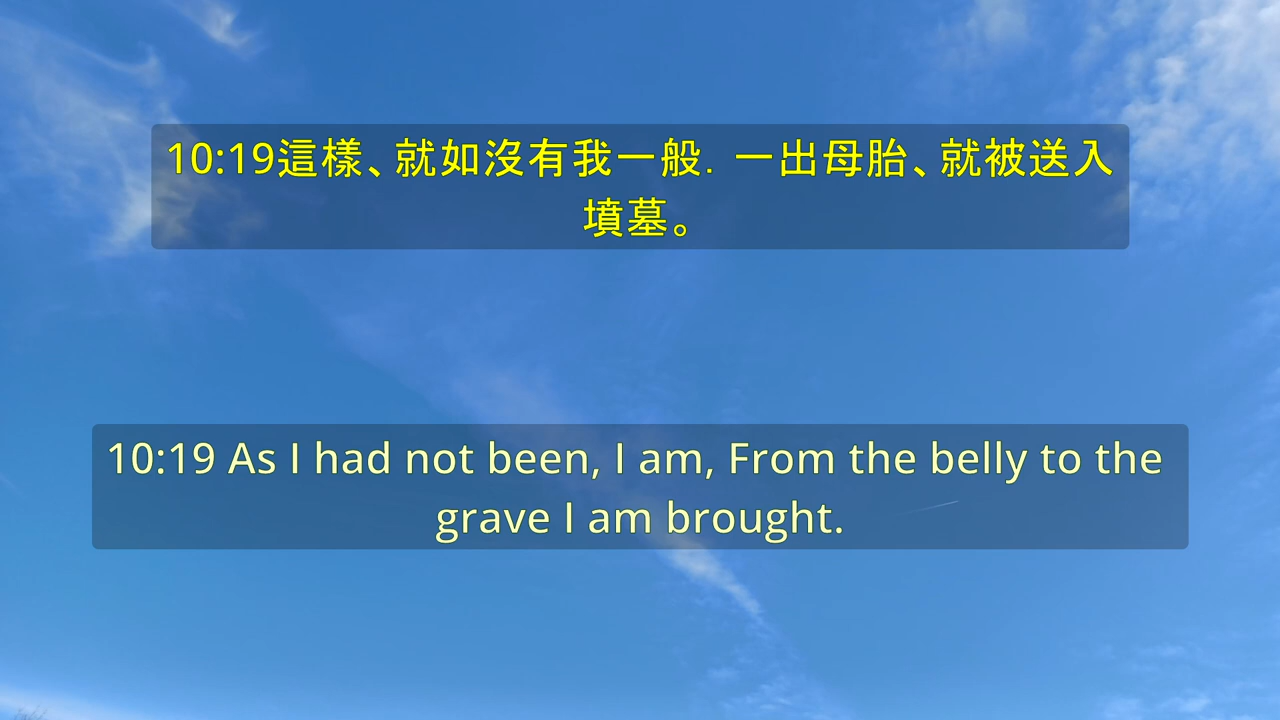 10:19這樣、就如沒有我一般．一出母胎、就被送入
墳墓。
10:19 As I had not been, I am, From the belly to the
grave I am brought.